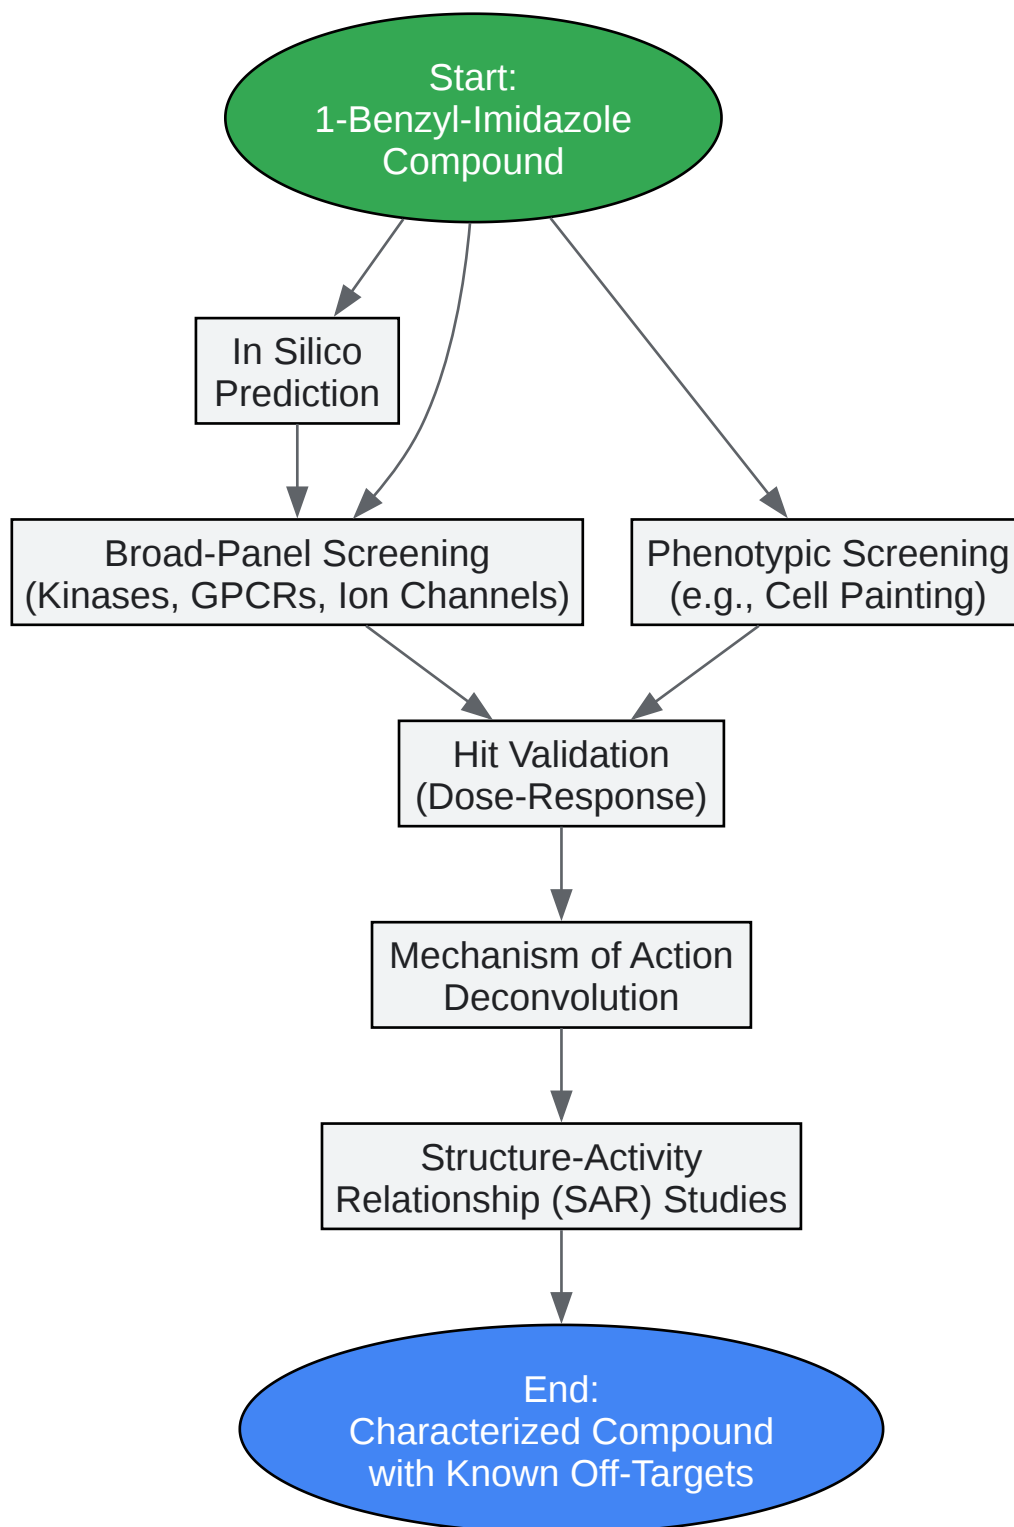 Start:
1-Benzyl-Imidazole
Compound
In Silico
Prediction
Broad-Panel Screening
(Kinases, GPCRs, Ion Channels)
Phenotypic Screening
(e.g., Cell Painting)
Hit Validation
(Dose-Response)
Mechanism of Action
Deconvolution
Structure-Activity
Relationship (SAR) Studies
End:
Characterized Compound
with Known Off-Targets